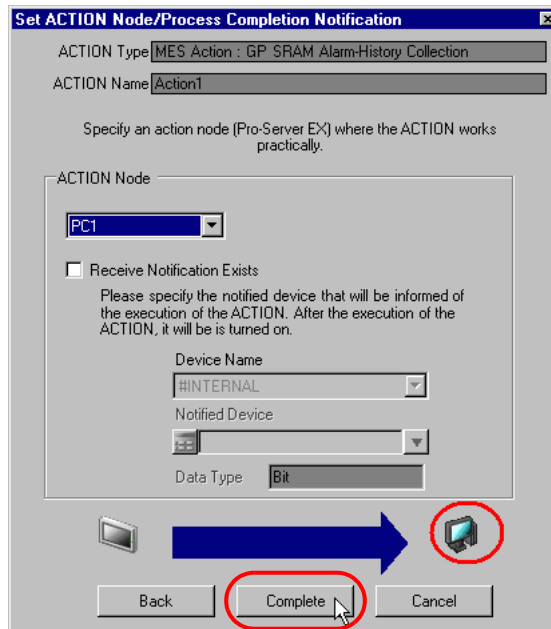 Set ACTION Node/Process Completion Notification
ACTION Type MES Action : GP SRAM Alarm-History Collection
ACTION Name Action1
Specify an action node (Pro-Server EX) where the ACTION works
practically.
ACTION Node
PC1
Receive Notification Exists
Please specify the notified device that will be informed of
the execution of the ACTION. After the execution of the
ACTION, it will be is turned on.
Device Name
#INTERNAL
Notified Device
Data Type Bit
Back Complete Cancel